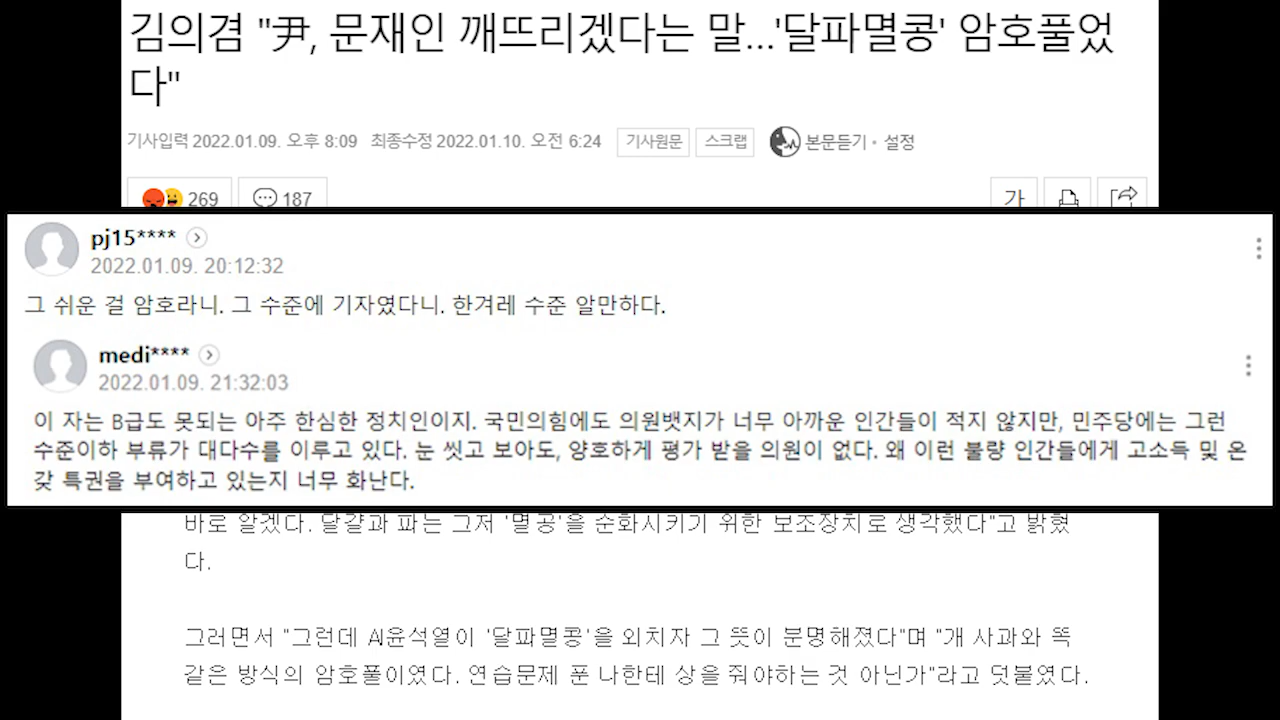 김의겸 "尹, 문재인 깨뜨리겠다는 말...'달파멸콩' 암호풀었
다"
기사입력 2022.01.09. 오후 8:09 최종수정 2022.01.10. 오전 6:24 기사원문 스크랩 본문듣기 · 설정
269 187 가
pj15****
2022.01.09. 20:12:32
그 쉬운 걸 암호라니. 그 수준에 기자였다니. 한겨레 수준 알만하다.
medi****
2022.01.09. 21:32:03
이 자는 B급도 못되는 아주 한심한 정치인이지. 국민의힘에도 의원뱃지가 너무 아까운 인간들이 적지 않지만, 민주당에는 그런
수준이하 부류가 대다수를 이루고 있다. 눈 씻고 보아도, 양호하게 평가 받을 의원이 없다. 왜 이런 불량 인간들에게 고소득 및 온
갖 특권을 부여하고 있는지 너무 화난다.
바로 알겠다. 달걀과 파는 그저 '멸공'을 순화시키기 위한 보조장치로 생각했다"고 밝혔
다.
그러면서 "그런데 AI윤석열이 '달파멸콩'을 외치자 그 뜻이 분명해졌다"며 "개 사과와 똑
같은 방식의 암호풀이였다. 연습문제 푼 나한테 상을 줘야하는 것 아닌가"라고 덧붙였다.